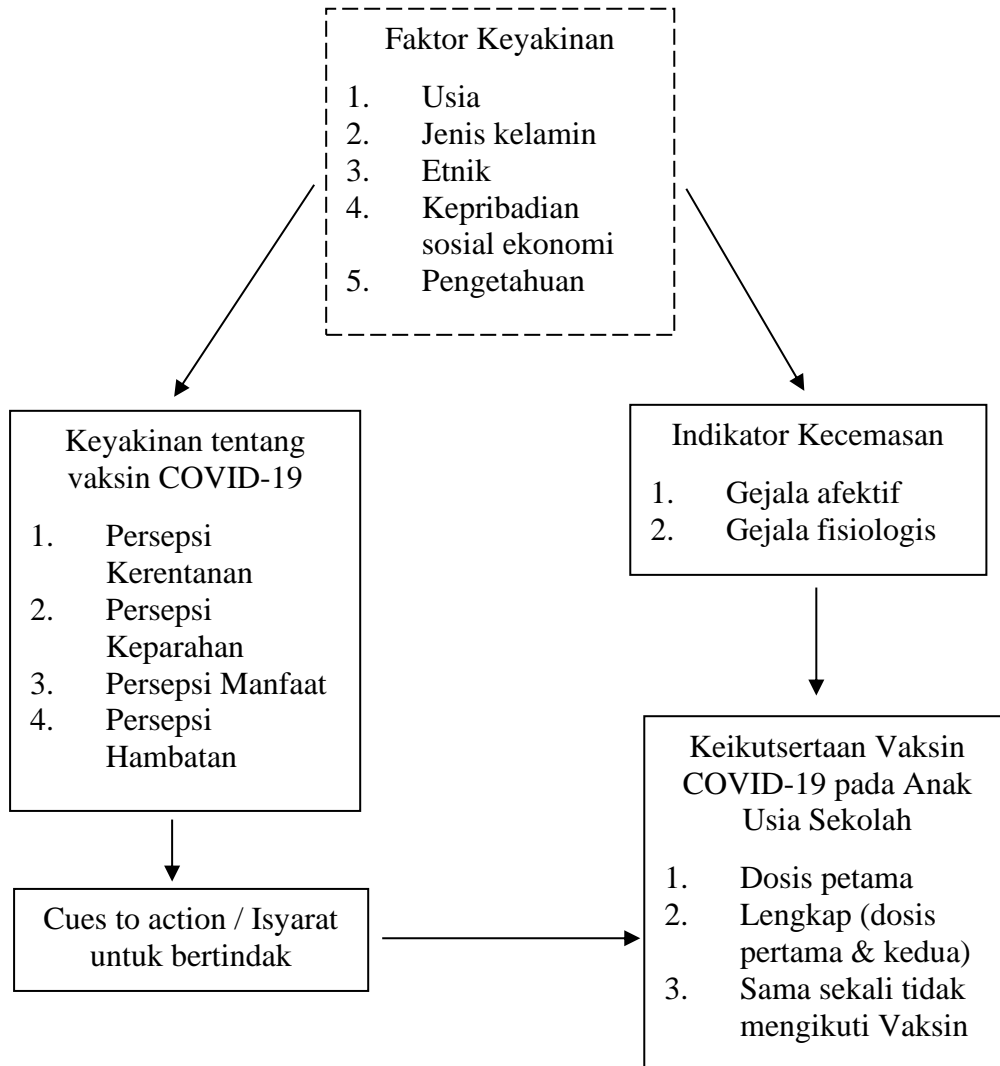 Faktor Keyakinan
1. Usia
2. Jenis kelamin
3. Etnik
4. Kepribadian
sosial ekonomi
5. Pengetahuan
Keyakinan tentang
vaksin COVID-19
1. Persepsi
Kerentanan
2. Persepsi
Keparahan
3. Persepsi Manfaat
4. Persepsi
Hambatan
Indikator Kecemasan
1. Gejala afektif
2. Gejala fisiologis
Cues to action / Isyarat
untuk bertindak
Keikutsertaan Vaksin
COVID-19 pada Anak
Usia Sekolah
1. Dosis petama
2. Lengkap (dosis
pertama & kedua)
3. Sama sekali tidak
mengikuti Vaksin